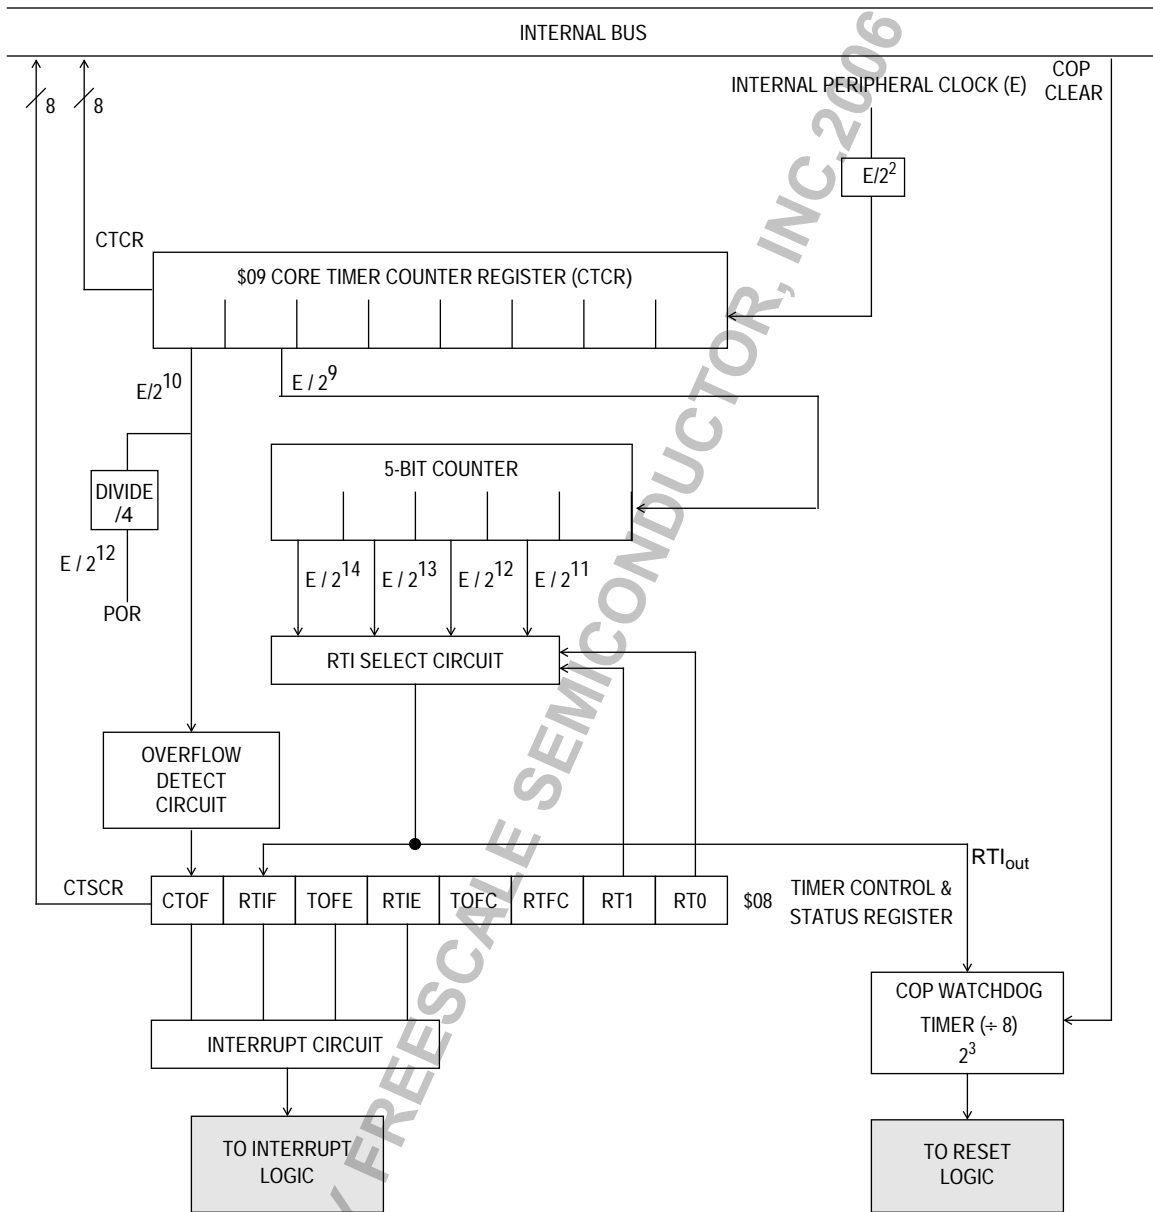 INTERNAL BUS
8
8
INTERNAL PERIPHERAL CLOCK (E)
COP
CLEAR
E/2²
CTCR
$09 CORE TIMER COUNTER REGISTER (CTCR)
E/2¹⁰
E / 2⁹
5-BIT COUNTER
DIVIDE
/4
E / 2¹²
POR
E / 2¹⁴
E / 2¹³
E / 2¹²
E / 2¹¹
RTI SELECT CIRCUIT
OVERFLOW
DETECT
CIRCUIT
RTIout
CTSCR
CTOF RTIF TOFE RTIE TOFC RTFC RT1 RT0
$08
TIMER CONTROL &
STATUS REGISTER
COP WATCHDOG
TIMER (÷ 8)
2³
INTERRUPT CIRCUIT
TO INTERRUPT
LOGIC
TO RESET
LOGIC
FREESCALE SEMICONDUCTOR, INC.2006